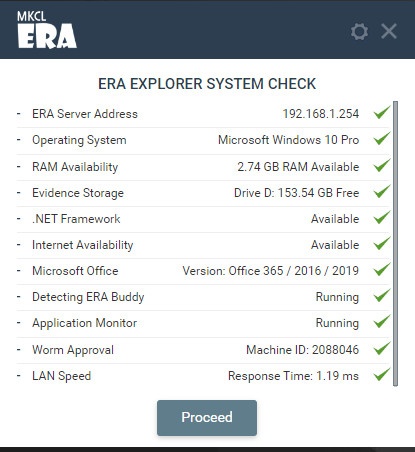 MKCL
ERA
ERA EXPLORER SYSTEM CHECK
- ERA Server Address 192.168.1.254
- Operating System Microsoft Windows 10 Pro
- RAM Availability 2.74 GB RAM Available
- Evidence Storage Drive D: 153.54 GB Free
- .NET Framework Available
- Internet Availability Available
- Microsoft Office Version: Office 365 / 2016 / 2019
- Detecting ERA Buddy Running
- Application Monitor Running
- Worm Approval Machine ID: 2088046
- LAN Speed Response Time: 1.19 ms
Proceed